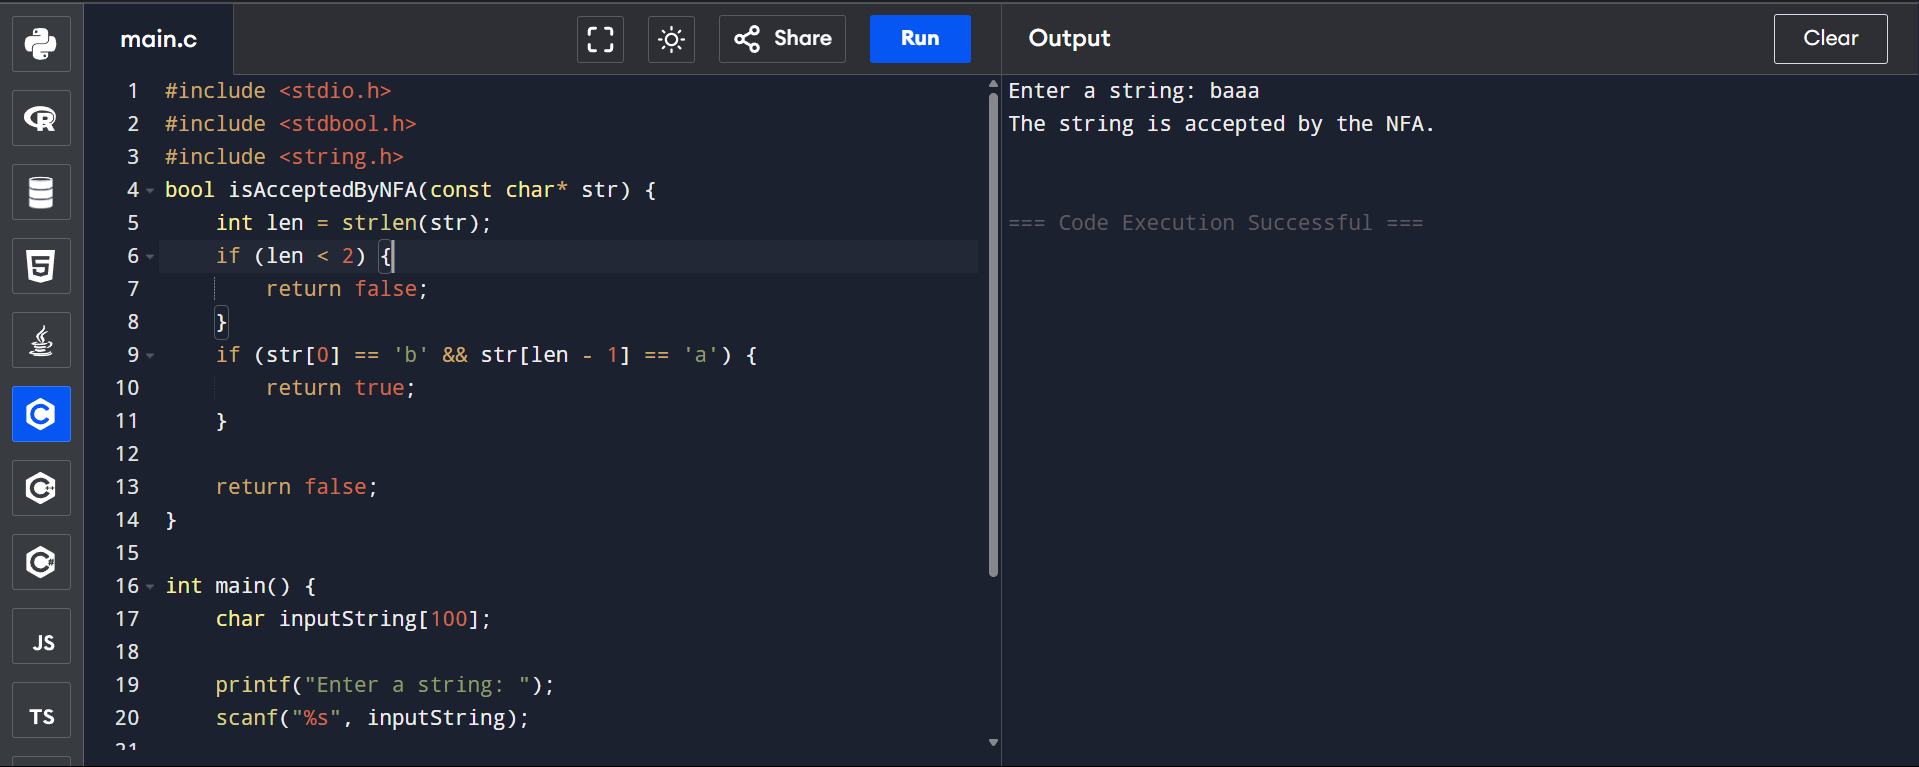 main.c
Share
Run
Output
Clear
1 #include <stdio.h>
2 #include <stdbool.h>
3 #include <string.h>
4 bool isAcceptedByNFA(const char* str) {
5     int len = strlen(str);
6     if (len < 2) {
7         return false;
8     }
9     if (str[0] == 'b' && str[len - 1] == 'a') {
10         return true;
11     }
12
13     return false;
14 }
15
16 int main() {
17     char inputString[100];
18
19     printf("Enter a string: ");
20     scanf("%s", inputString);
21
Enter a string: baaa
The string is accepted by the NFA.
=== Code Execution Successful ===
R
5
C
C++
C#
JS
TS